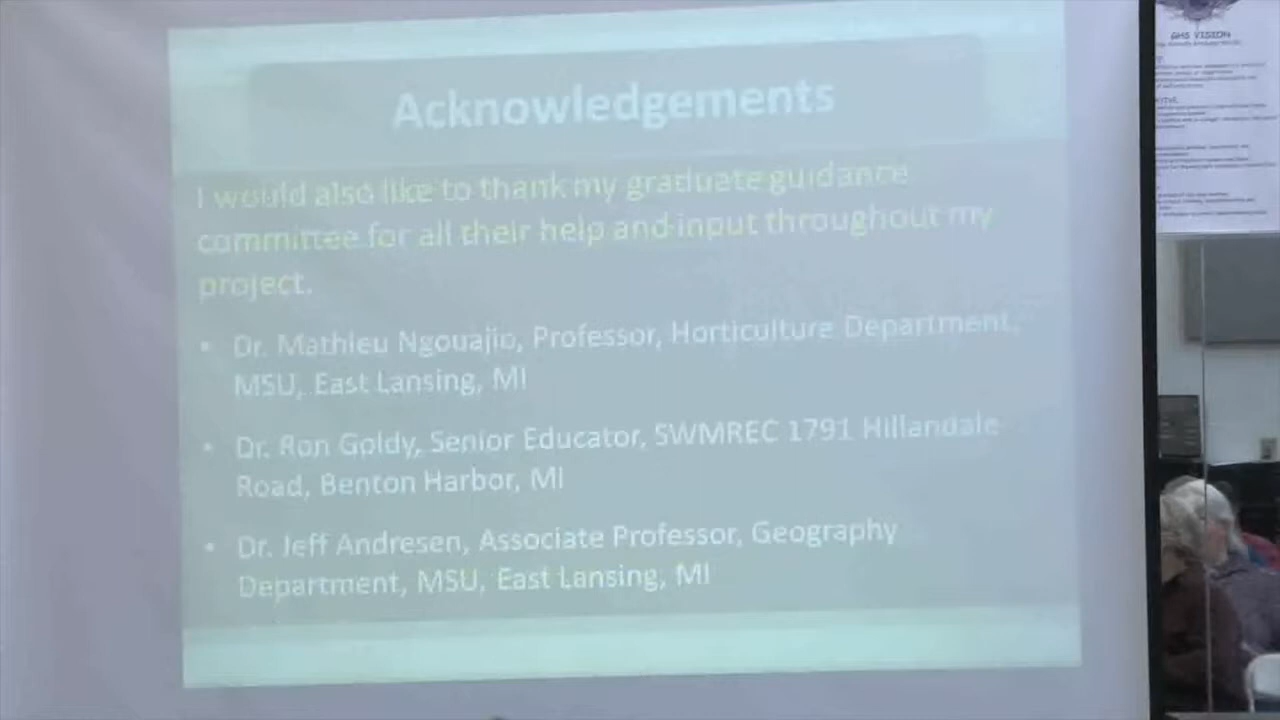 Acknowledgements
I would also like to thank my graduate guidance
committee for all their help and input throughout my
project.
• Dr. Mathieu Ngouajio, Professor, Horticulture Department,
MSU, East Lansing, MI
• Dr. Ron Goldy, Senior Educator, SWMREC 1791 Hillandale
Road, Benton Harbor, MI
• Dr. Jeff Andresen, Associate Professor, Geography
Department, MSU, East Lansing, MI
GHS VISION